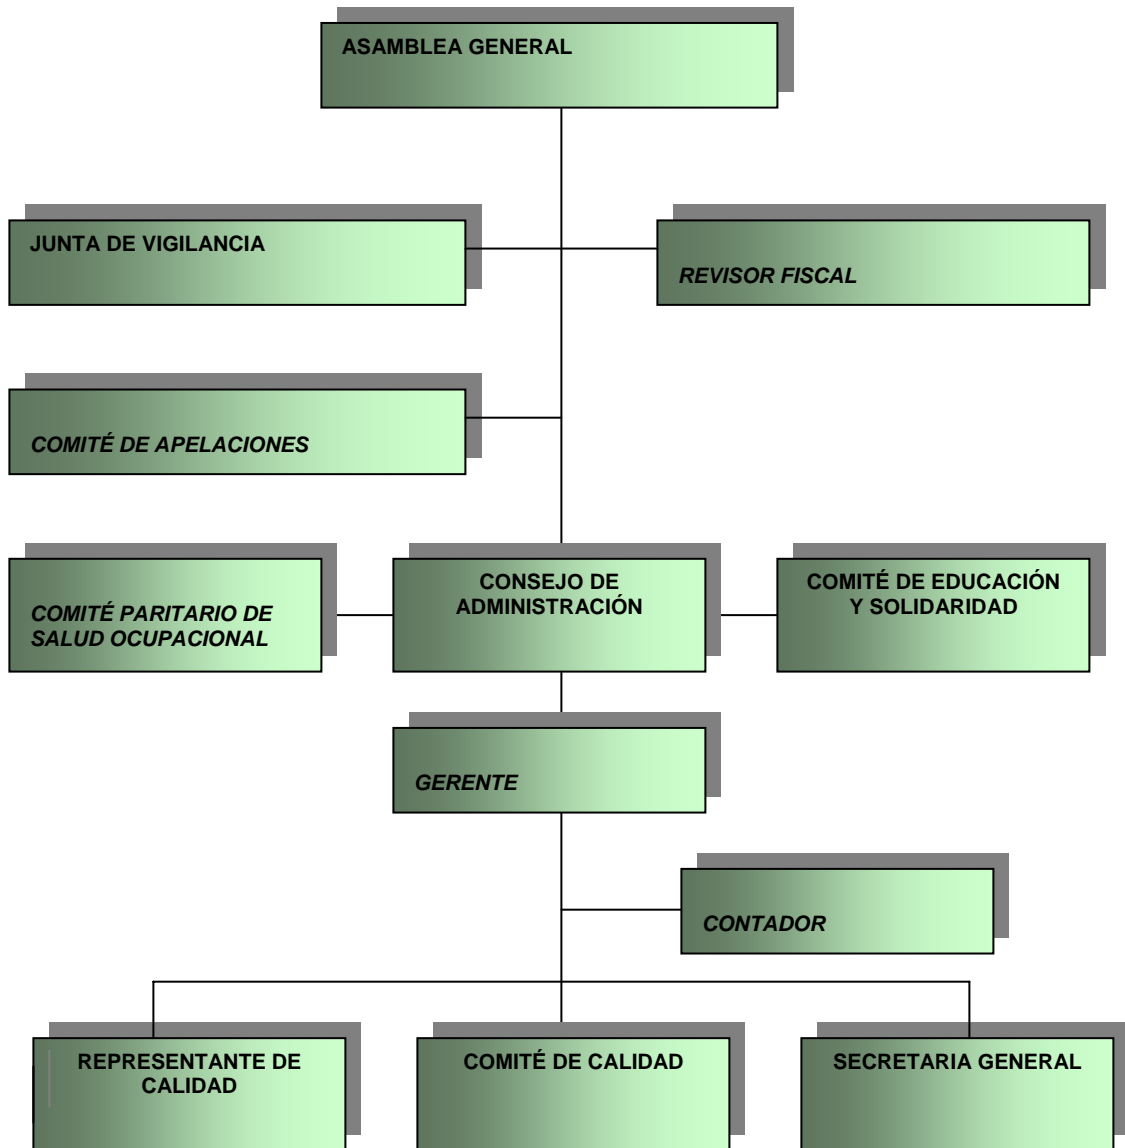 ASAMBLEA GENERAL
JUNTA DE VIGILANCIA
REVISOR FISCAL
COMITÉ DE APELACIONES
COMITÉ PARITARIO DE
SALUD OCUPACIONAL
CONSEJO DE
ADMINISTRACIÓN
COMITÉ DE EDUCACIÓN
Y SOLIDARIDAD
GERENTE
CONTADOR
REPRESENTANTE DE
CALIDAD
COMITÉ DE CALIDAD
SECRETARIA GENERAL